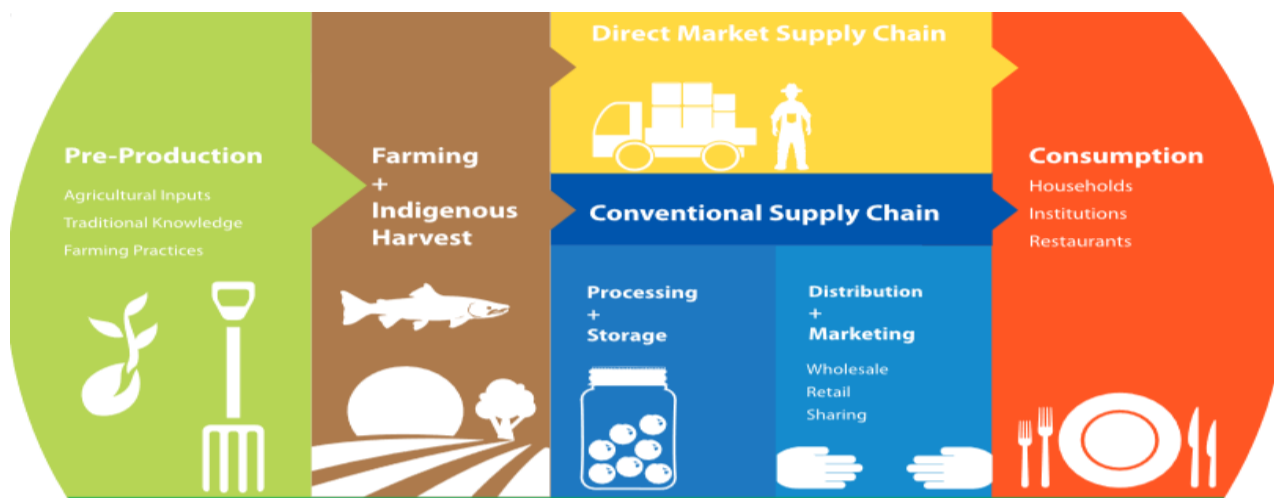 Pre-Production
Agricultural Inputs
Traditional Knowledge
Farming Practices
Farming
+
Indigenous
Harvest
Direct Market Supply Chain
Conventional Supply Chain
Processing
+
Storage
Distribution
+
Marketing
Wholesale
Retail
Sharing
Consumption
Households
Institutions
Restaurants